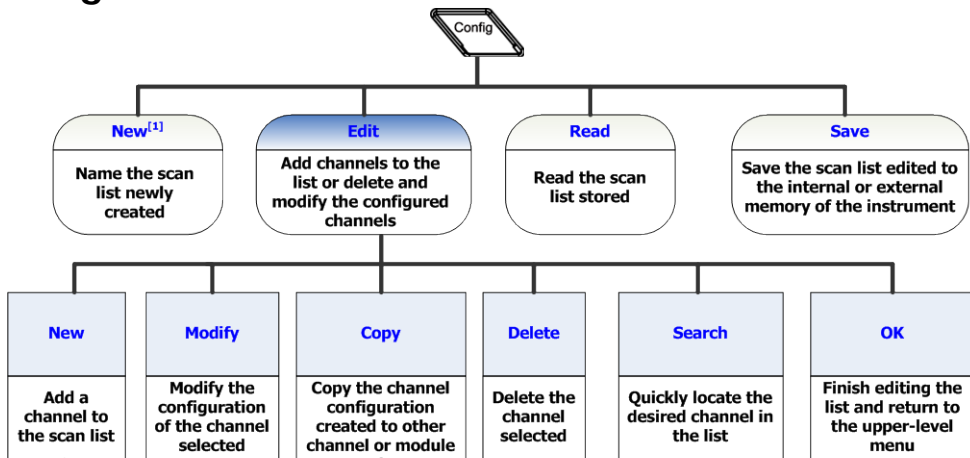 Config
New[1]
Name the scan
list newly
created
Edit
Add channels to the
list or delete and
modify the configured
channels
Read
Read the scan
list stored
Save
Save the scan list edited to
the internal or external
memory of the instrument
New
Add a
channel to
the scan list
Modify
Modify the
configuration
of the channel
selected
Copy
Copy the channel
configuration
created to other
channel or module
Delete
Delete the
channel
selected
Search
Quickly locate the
desired channel in
the list
OK
Finish editing the
list and return to
the upper-level
menu